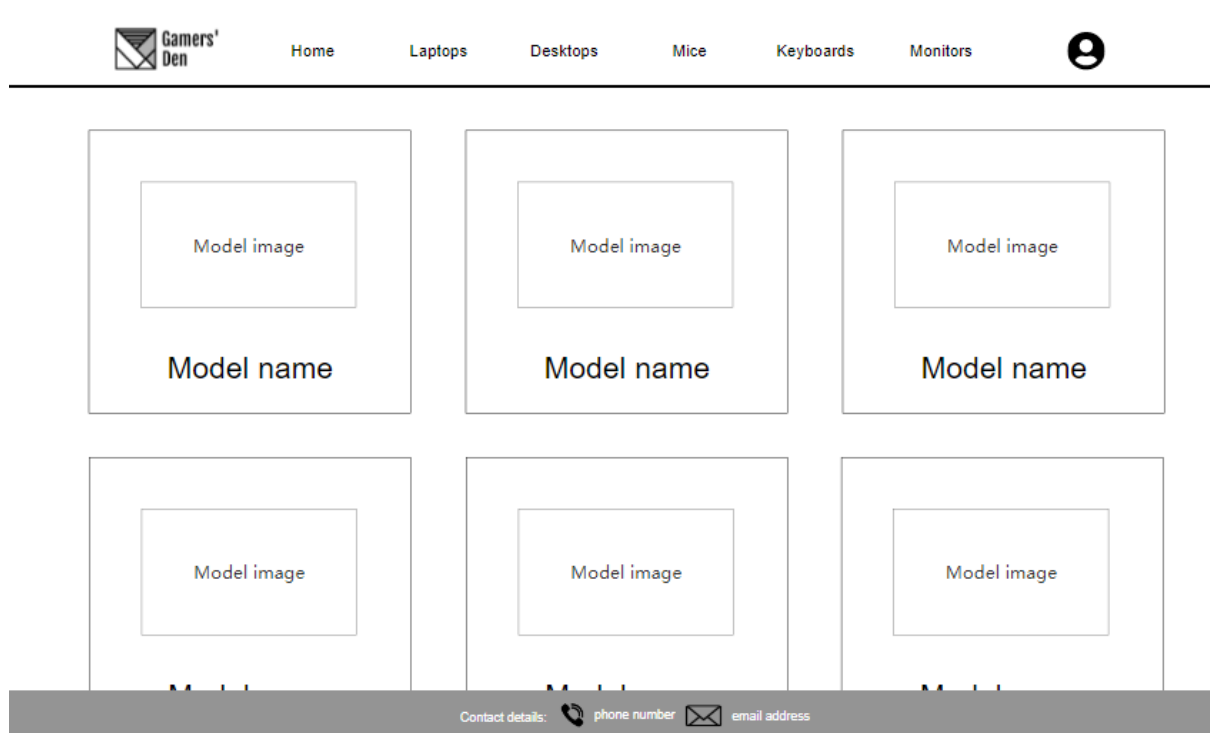 Gamers'
Den
Home Laptops Desktops Mice Keyboards Monitors
Model image Model image Model image
Model name Model name Model name
Model image Model image Model image
Contact details: phone number email address